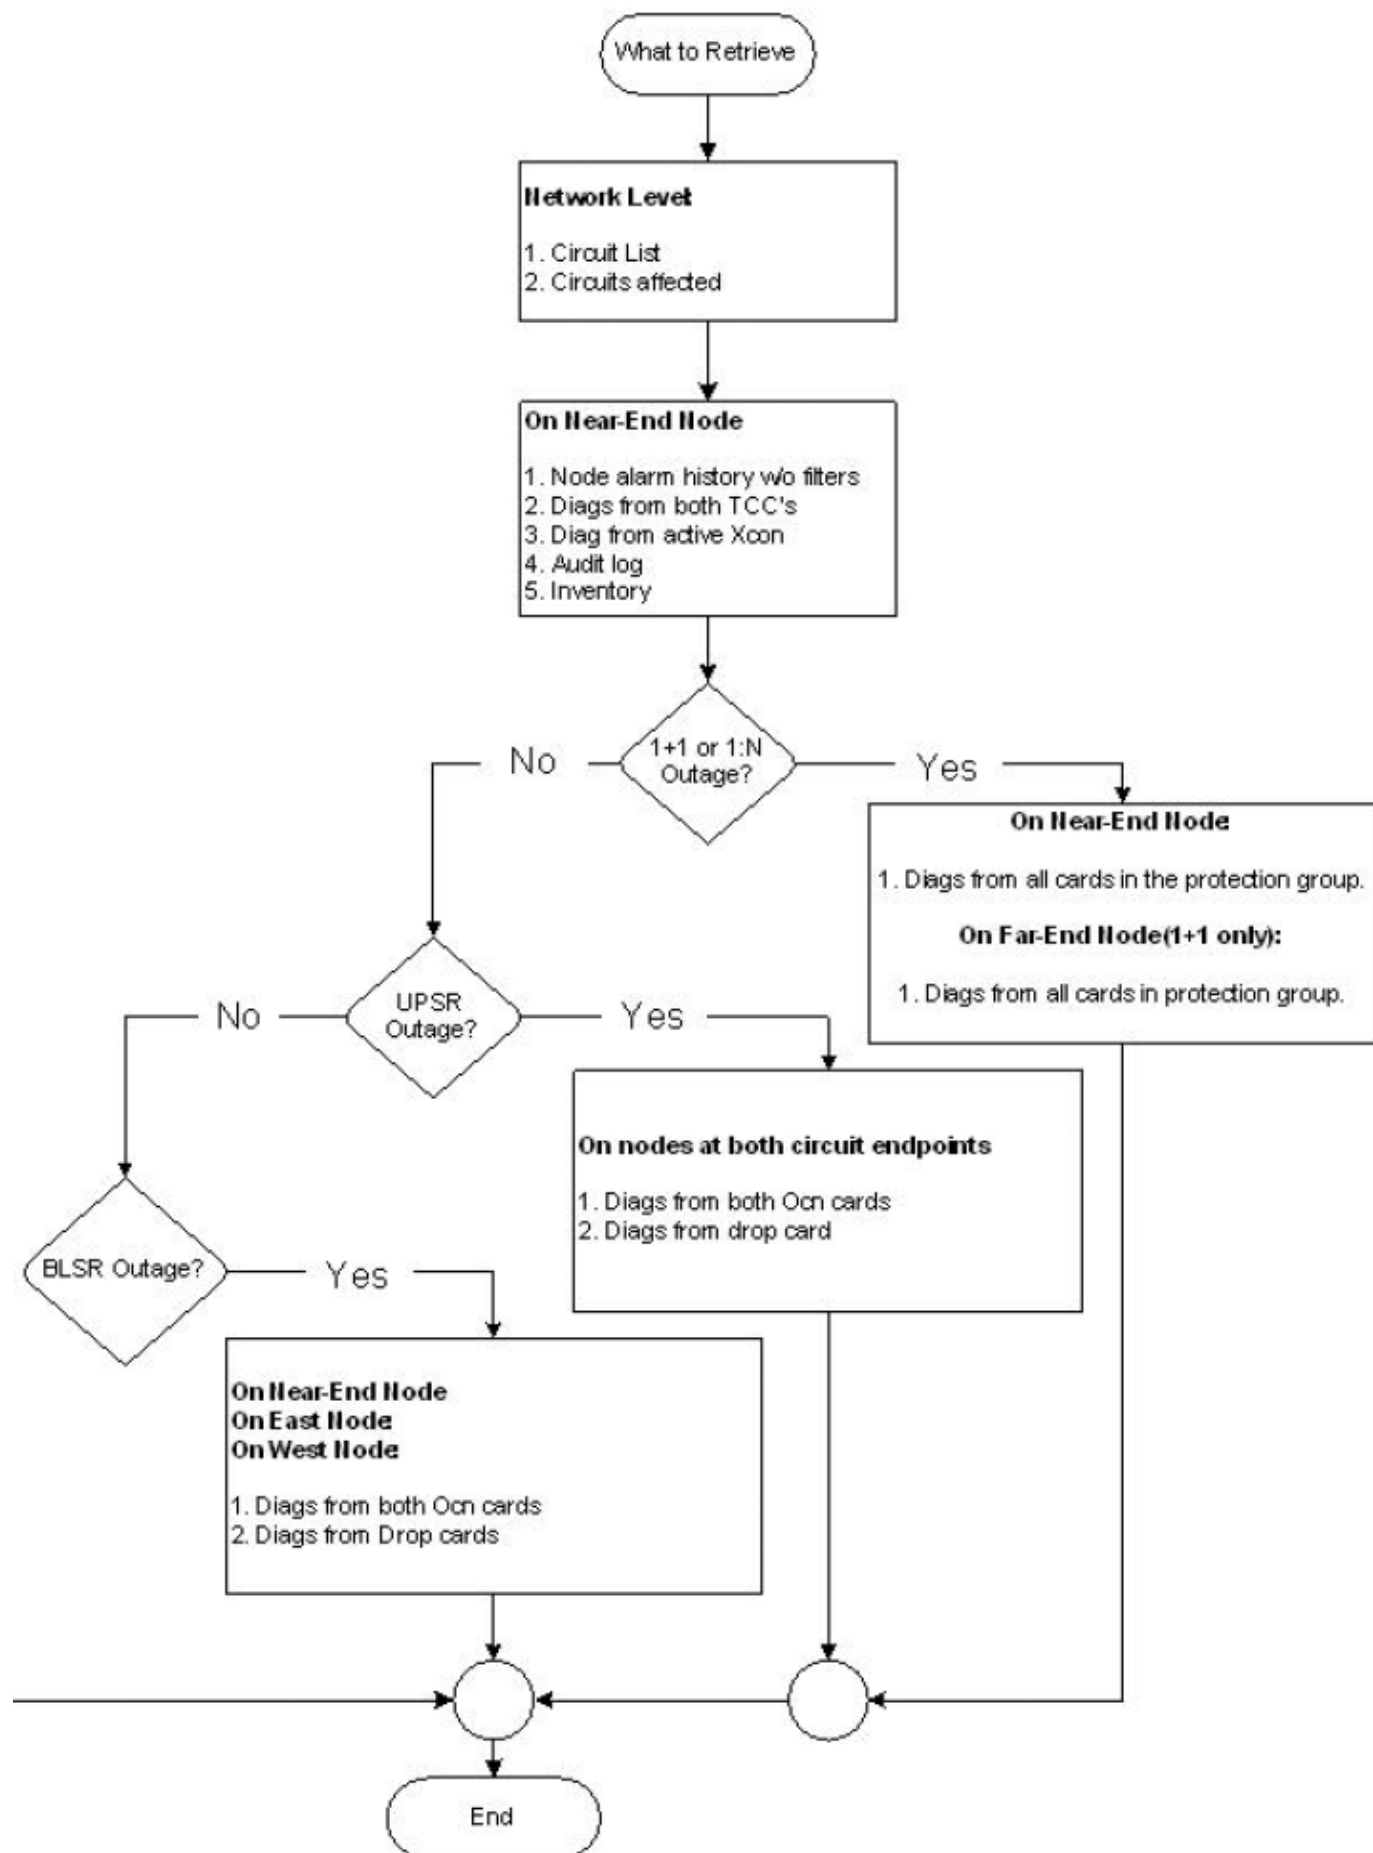 What to Retrieve
Network Level:
1. Circuit List
2. Circuits affected
On Near-End Node
1. Node alarm history w/o filters
2. Diags from both TCC's
3. Diag from active Xcon
4. Audit log
5. Inventory
1+1 or 1:N
Outage?
No
Yes
On Near-End Node:
1. Diags from all cards in the protection group.
On Far-End Node(1+1 only):
1. Diags from all cards in protection group.
UPSR
Outage?
No
Yes
On nodes at both circuit endpoints
1. Diags from both Ocn cards
2. Diags from drop card
BLSR Outage?
Yes
On Near-End Node
On East Node:
On West Node:
1. Diags from both Ocn cards
2. Diags from Drop cards
End